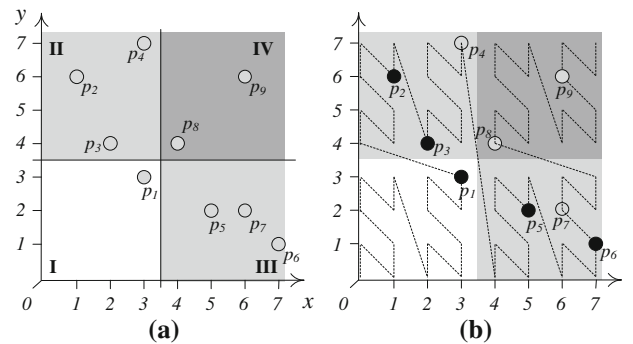 y y
7 II p4 IV 7 p4
6 p2 p9 6 p2 p9
5 5
4 p3 p8 4 p3 p8
3 p1 3 p1
2 p5 p7 2 p5 p7
1 p6 1 p6
I III
0 1 2 3 4 5 6 7 x 0 1 2 3 4 5 6 7 x
(a) (b)